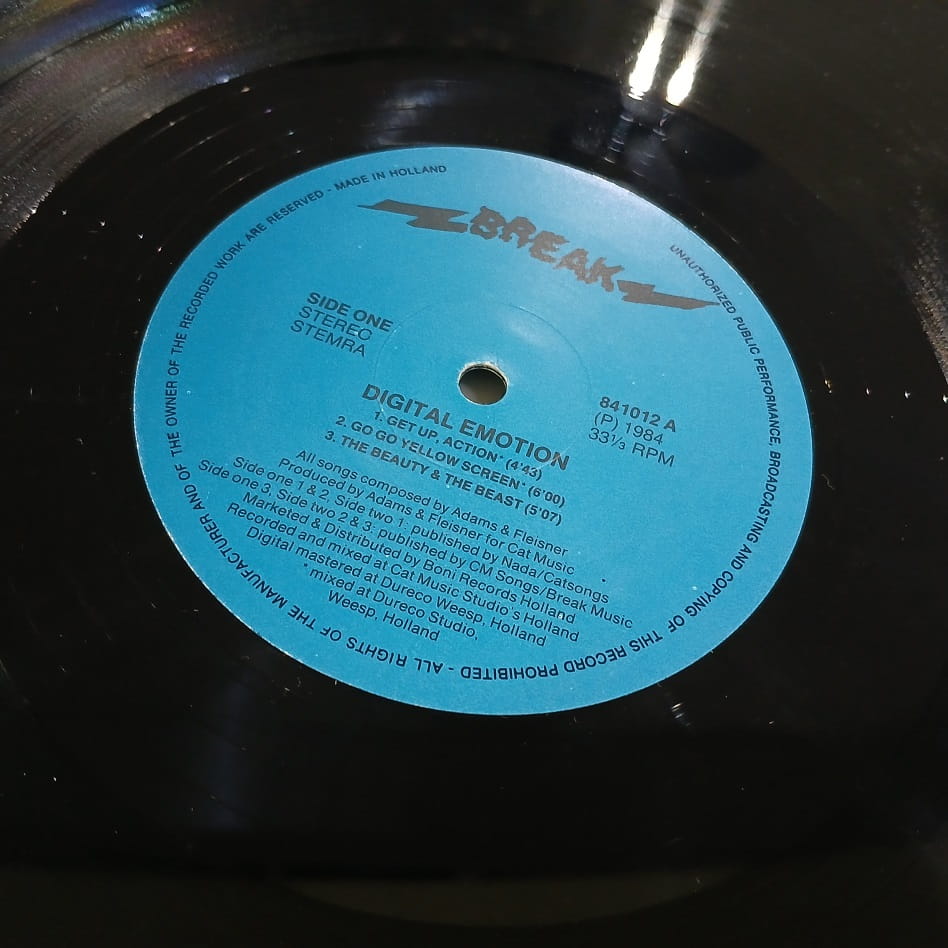 BREAK
SIDE ONE
STEREO
STEMRA
841012 A
(P) 1984
33 1/3 RPM
DIGITAL EMOTION
1. GET UP, ACTION* (4'43)
2. GO GO YELLOW SCREEN* (6'00)
3. THE BEAUTY & THE BEAST (5'07)
All songs composed by Adams & Fleisner
Produced by Adams & Fleisner for Cat Music
Side one 1 & 2, Side two 1: published by Nada/Catsongs
Side one 3, Side two 2 & 3: published by CM Songs/Break Music
Marketed & Distributed by Boni Records Holland
Recorded and mixed at Cat Music Studio's Holland
Digital mastered at Dureco Weesp, Holland
* mixed at Dureco Studio,
Weesp, Holland
ALL RIGHTS OF THE MANUFACTURER AND OF THE OWNER OF THE RECORDED WORK ARE RESERVED - MADE IN HOLLAND
UNAUTHORIZED PUBLIC PERFORMANCE, BROADCASTING AND COPYING OF THIS RECORD PROHIBITED -